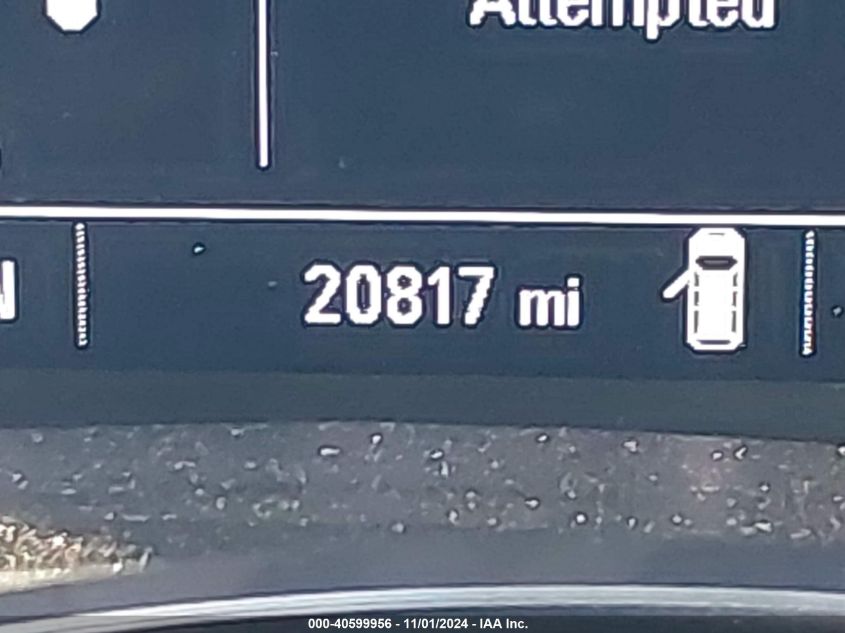 Attempted
20817 mi
000-40599956 - 11/01/2024 - IAA Inc.